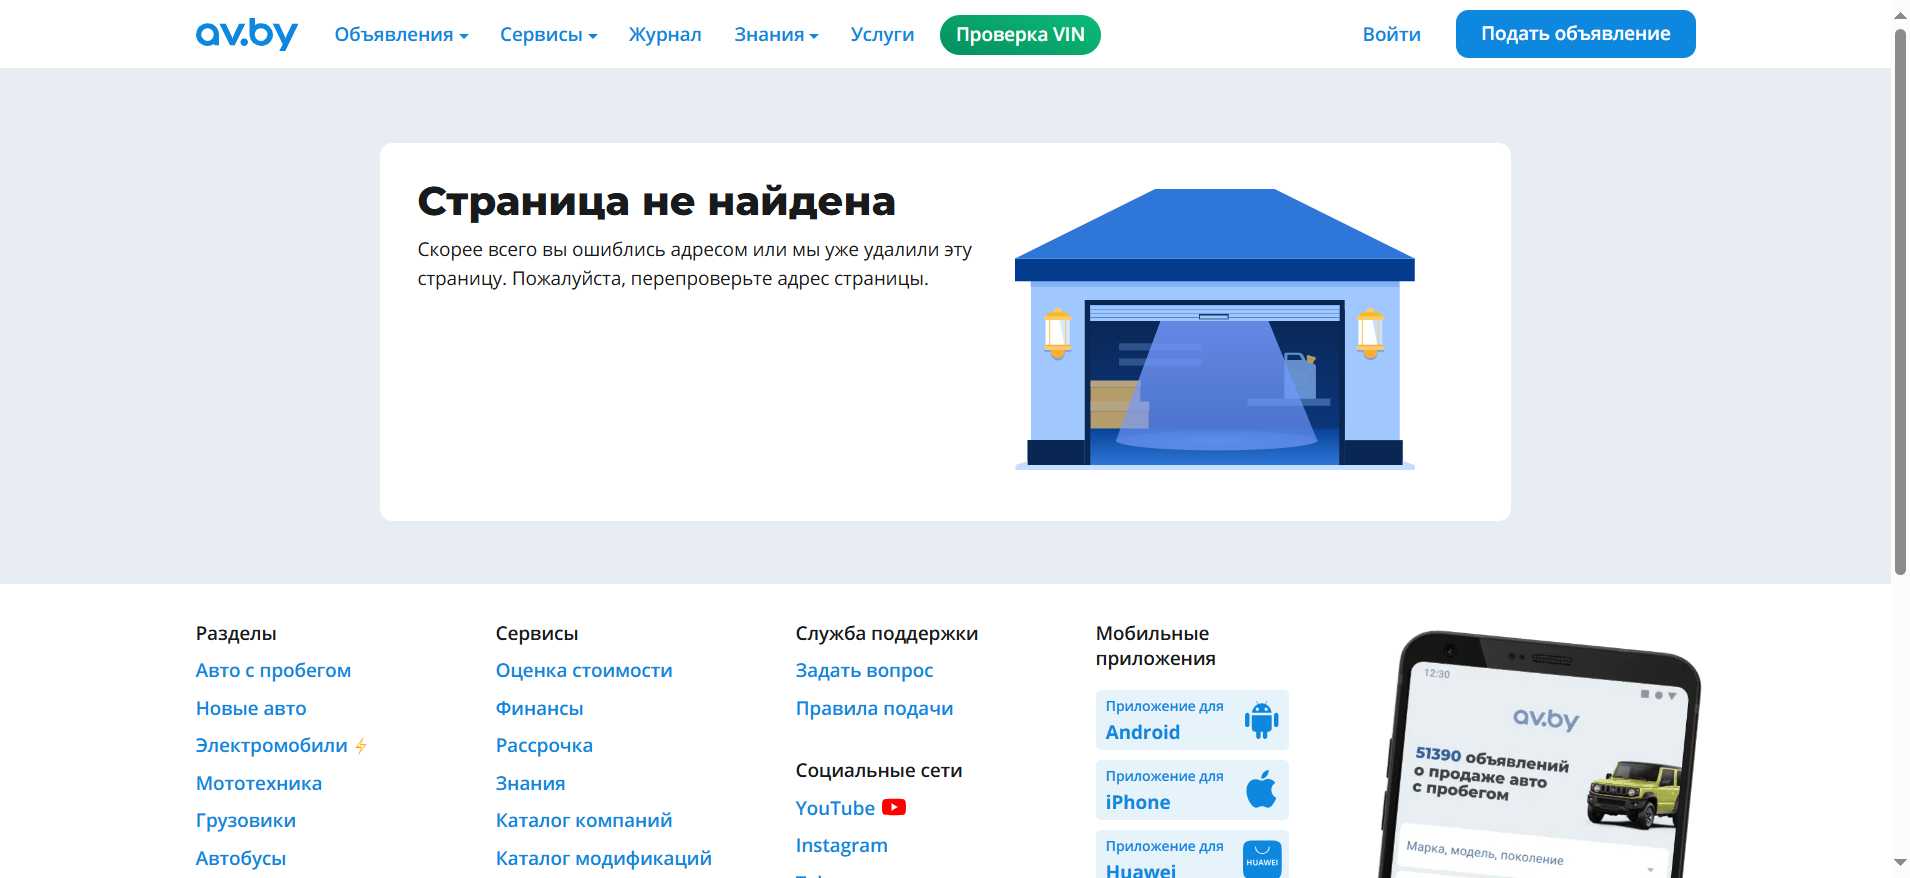 av.by
Объявления
Сервисы
Журнал
Знания
Услуги
Проверка VIN
Войти
Подать объявление
Страница не найдена
Скорее всего вы ошиблись адресом или мы уже удалили эту
страницу. Пожалуйста, перепроверьте адрес страницы.
Разделы
Авто с пробегом
Новые авто
Электромобили
Мототехника
Грузовики
Автобусы
Сервисы
Оценка стоимости
Финансы
Рассрочка
Знания
Каталог компаний
Каталог модификаций
Служба поддержки
Задать вопрос
Правила подачи
Социальные сети
YouTube
Instagram
Мобильные
приложения
Приложение для
Android
Приложение для
iPhone
Приложение для
Huawei
HUAWEI
12:30
av.by
51390 объявлений
о продаже авто
с пробегом
Марка, модель, поколение